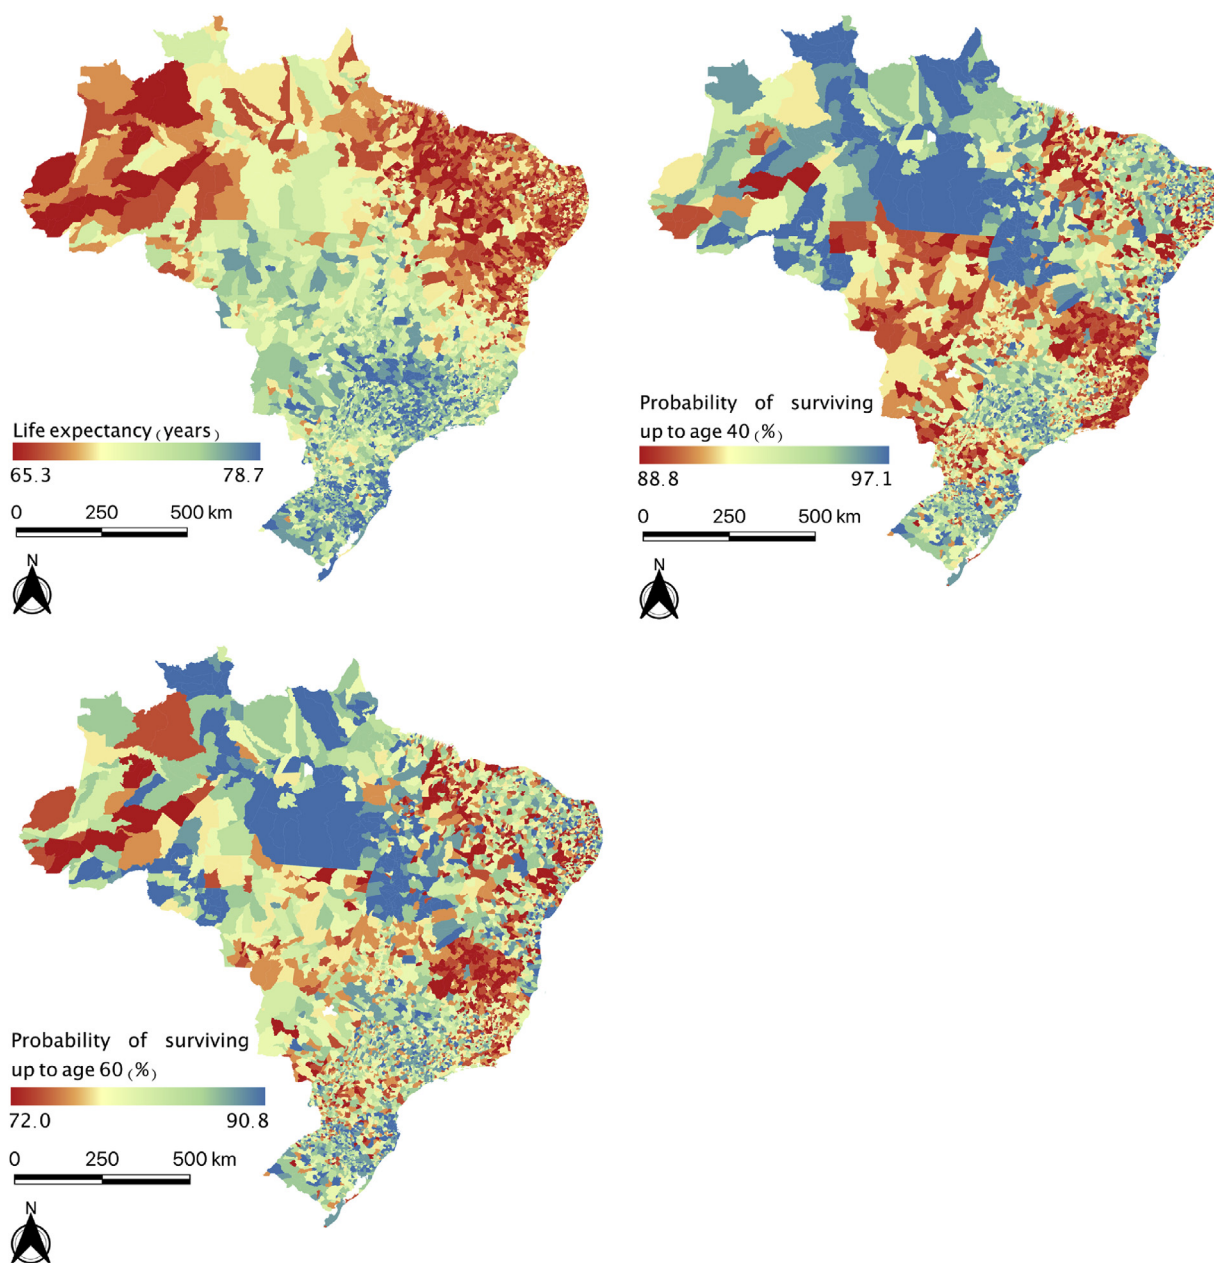 Life expectancy (years)
65.3 78.7
0 250 500 km
N
Probability of surviving
up to age 40 (%)
88.8 97.1
0 250 500 km
N
Probability of surviving
up to age 60 (%)
72.0 90.8
0 250 500 km
N